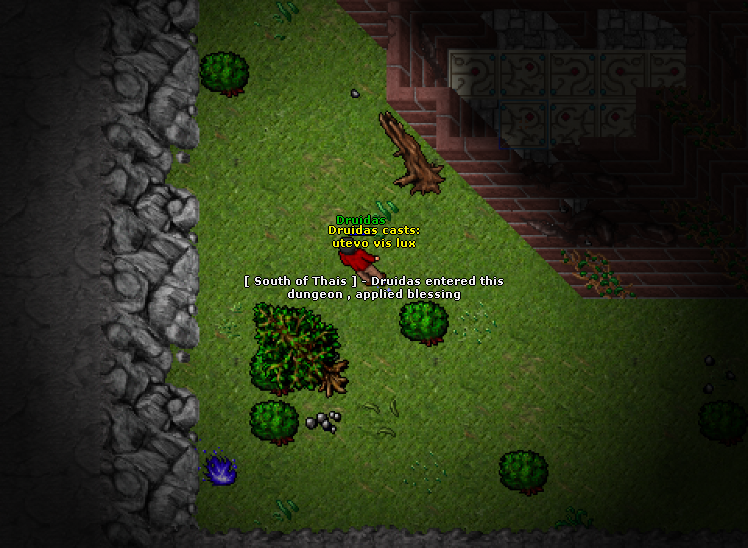 Druidas
Druidas casts:
utevo vis lux
[ South of Thais ] - Druidas entered this
dungeon , applied blessing